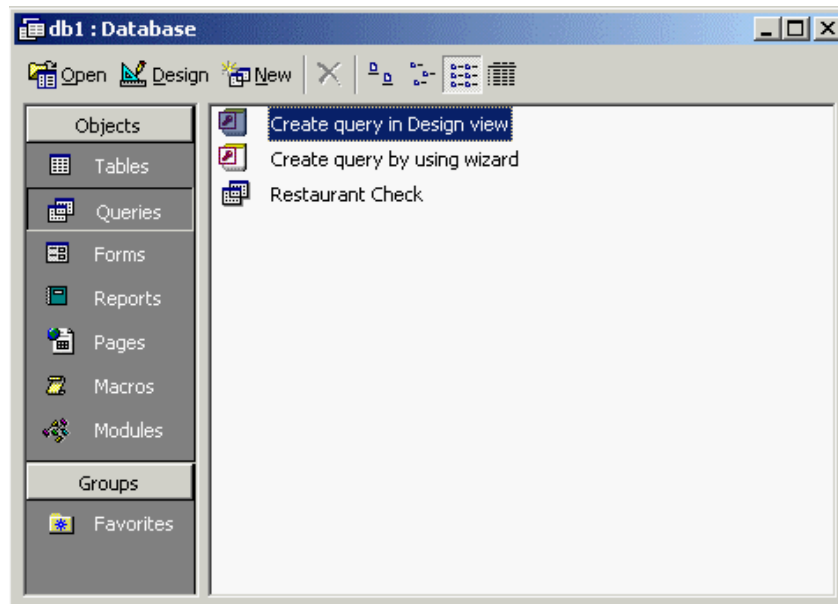 db1 : Database
Open Design New
Objects
Tables
Queries
Forms
Reports
Pages
Macros
Modules
Groups
Favorites
Create query in Design view
Create query by using wizard
Restaurant Check